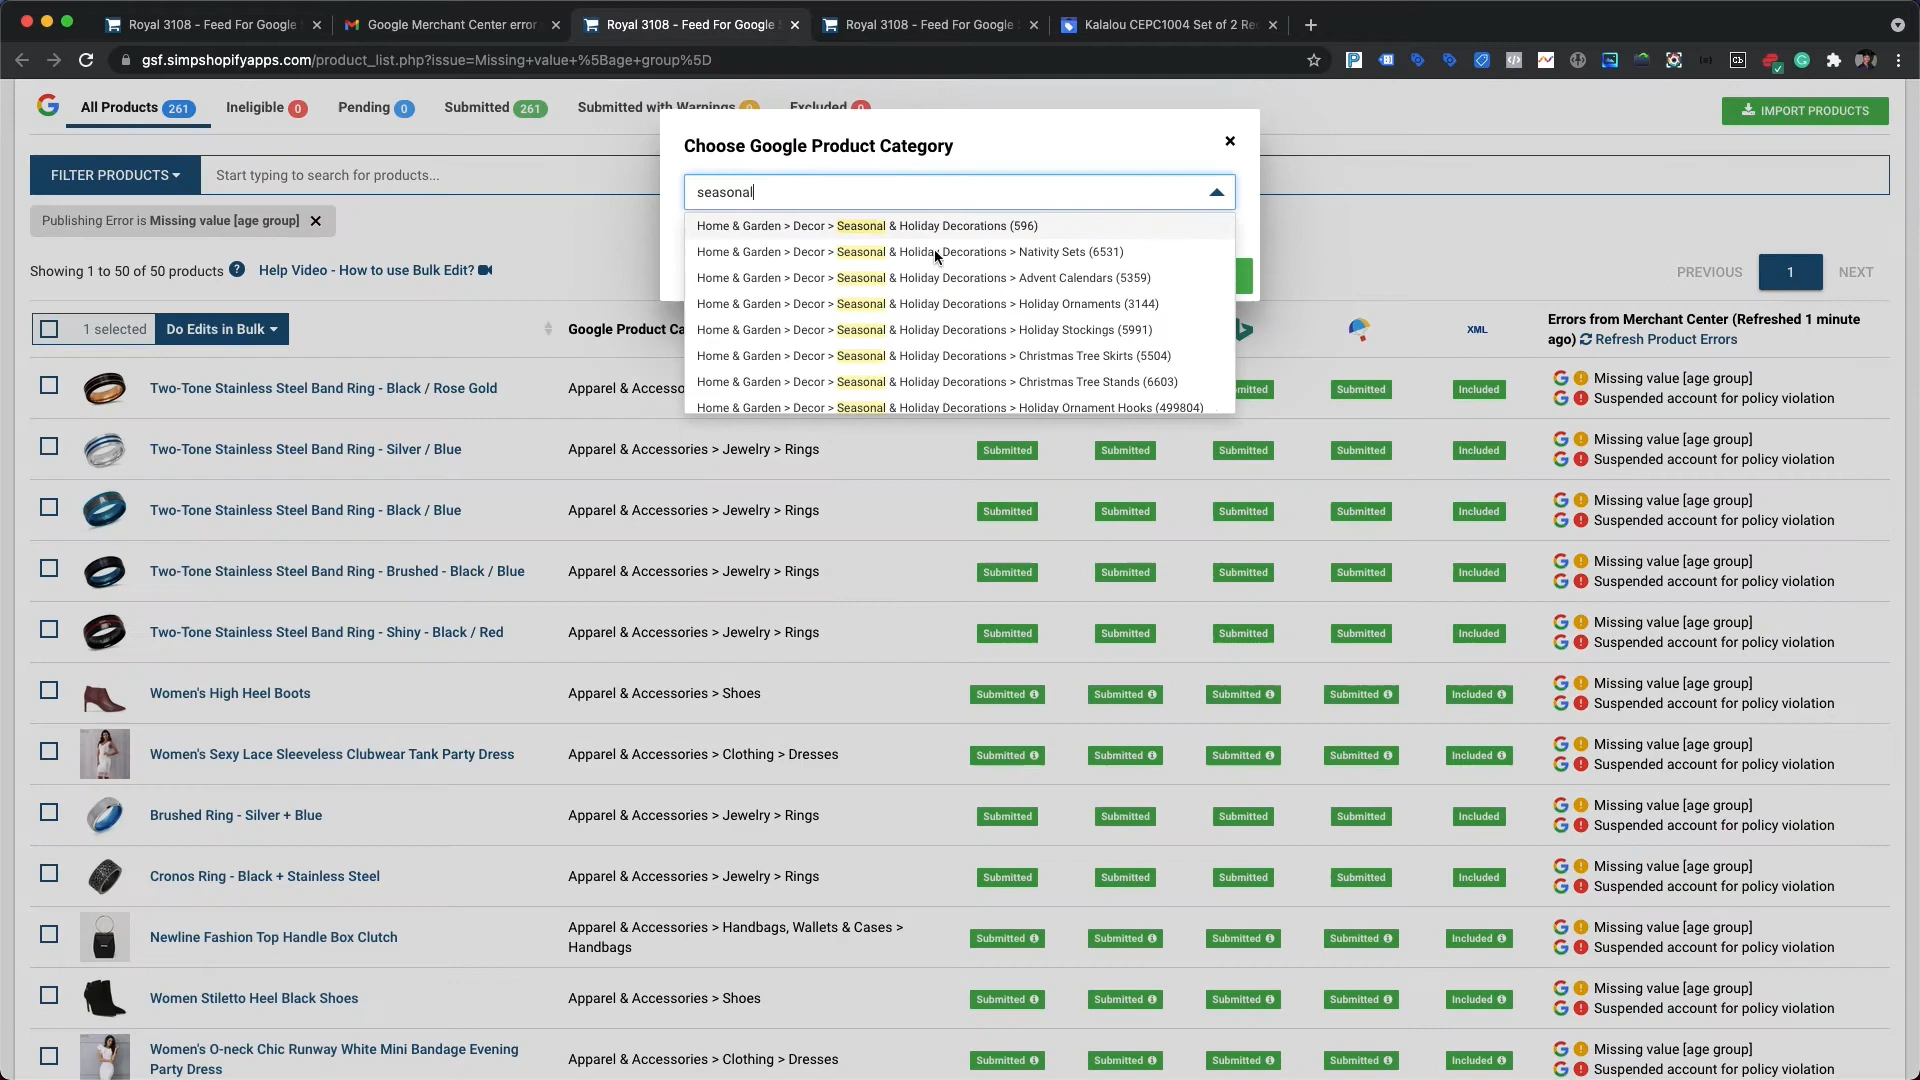 Royal 3108 - Feed For Google
Google Merchant Center error
Royal 3108 - Feed For Google
Royal 3108 - Feed For Google
Kalalou CEPC1004 Set of 2 Re
gsf.simpshopifyapps.com/product_list.php?issue=Missing+value+%5Bage+group%5D
All Products 261
Ineligible 0
Pending 0
Submitted 261
Submitted with Warnings 0
Excluded 0
IMPORT PRODUCTS
Choose Google Product Category
FILTER PRODUCTS
Start typing to search for products...
seasonal
Publishing Error is Missing value [age group]
Home & Garden > Decor > Seasonal & Holiday Decorations (596)
Home & Garden > Decor > Seasonal & Holiday Decorations > Nativity Sets (6531)
Home & Garden > Decor > Seasonal & Holiday Decorations > Advent Calendars (5359)
Home & Garden > Decor > Seasonal & Holiday Decorations > Holiday Ornaments (3144)
Home & Garden > Decor > Seasonal & Holiday Decorations > Holiday Stockings (5991)
Home & Garden > Decor > Seasonal & Holiday Decorations > Christmas Tree Skirts (5504)
Home & Garden > Decor > Seasonal & Holiday Decorations > Christmas Tree Stands (6603)
Home & Garden > Decor > Seasonal & Holiday Decorations > Holiday Ornament Hooks (499804)
Showing 1 to 50 of 50 products
Help Video - How to use Bulk Edit?
PREVIOUS 1 NEXT
1 selected
Do Edits in Bulk
Google Product Ca
XML
Errors from Merchant Center (Refreshed 1 minute
ago) Refresh Product Errors
Two-Tone Stainless Steel Band Ring - Black / Rose Gold
Apparel & Accesso
mitted
Submitted
Included
Missing value [age group]
Suspended account for policy violation
Two-Tone Stainless Steel Band Ring - Silver / Blue
Apparel & Accessories > Jewelry > Rings
Submitted Submitted Submitted Submitted Included
Missing value [age group]
Suspended account for policy violation
Two-Tone Stainless Steel Band Ring - Black / Blue
Apparel & Accessories > Jewelry > Rings
Submitted Submitted Submitted Submitted Included
Missing value [age group]
Suspended account for policy violation
Two-Tone Stainless Steel Band Ring - Brushed - Black / Blue
Apparel & Accessories > Jewelry > Rings
Submitted Submitted Submitted Submitted Included
Missing value [age group]
Suspended account for policy violation
Two-Tone Stainless Steel Band Ring - Shiny - Black / Red
Apparel & Accessories > Jewelry > Rings
Submitted Submitted Submitted Submitted Included
Missing value [age group]
Suspended account for policy violation
Women's High Heel Boots
Apparel & Accessories > Shoes
Submitted Submitted Submitted Submitted Included
Missing value [age group]
Suspended account for policy violation
Women's Sexy Lace Sleeveless Clubwear Tank Party Dress
Apparel & Accessories > Clothing > Dresses
Submitted Submitted Submitted Submitted Included
Missing value [age group]
Suspended account for policy violation
Brushed Ring - Silver + Blue
Apparel & Accessories > Jewelry > Rings
Submitted Submitted Submitted Submitted Included
Missing value [age group]
Suspended account for policy violation
Cronos Ring - Black + Stainless Steel
Apparel & Accessories > Jewelry > Rings
Submitted Submitted Submitted Submitted Included
Missing value [age group]
Suspended account for policy violation
Newline Fashion Top Handle Box Clutch
Apparel & Accessories > Handbags, Wallets & Cases >
Handbags
Submitted Submitted Submitted Submitted Included
Missing value [age group]
Suspended account for policy violation
Women Stiletto Heel Black Shoes
Apparel & Accessories > Shoes
Submitted Submitted Submitted Submitted Included
Missing value [age group]
Suspended account for policy violation
Women's O-neck Chic Runway White Mini Bandage Evening
Party Dress
Apparel & Accessories > Clothing > Dresses
Submitted Submitted Submitted Submitted Included
Missing value [age group]
Suspended account for policy violation